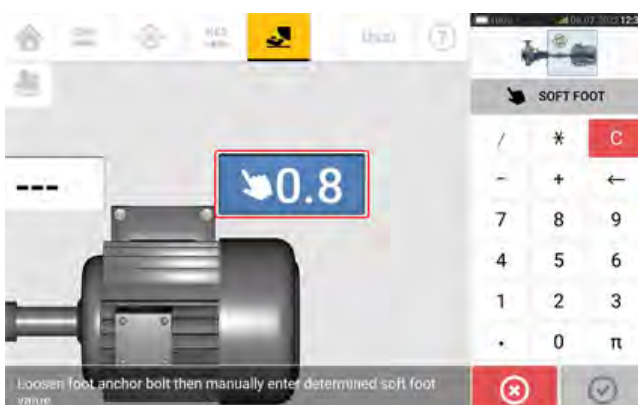 ---
0.8
Loosen foot anchor bolt then manually enter determined soft foot
value
SOFT FOOT
/ * C
- + ←
7 8 9
4 5 6
1 2 3
. 0 π
?